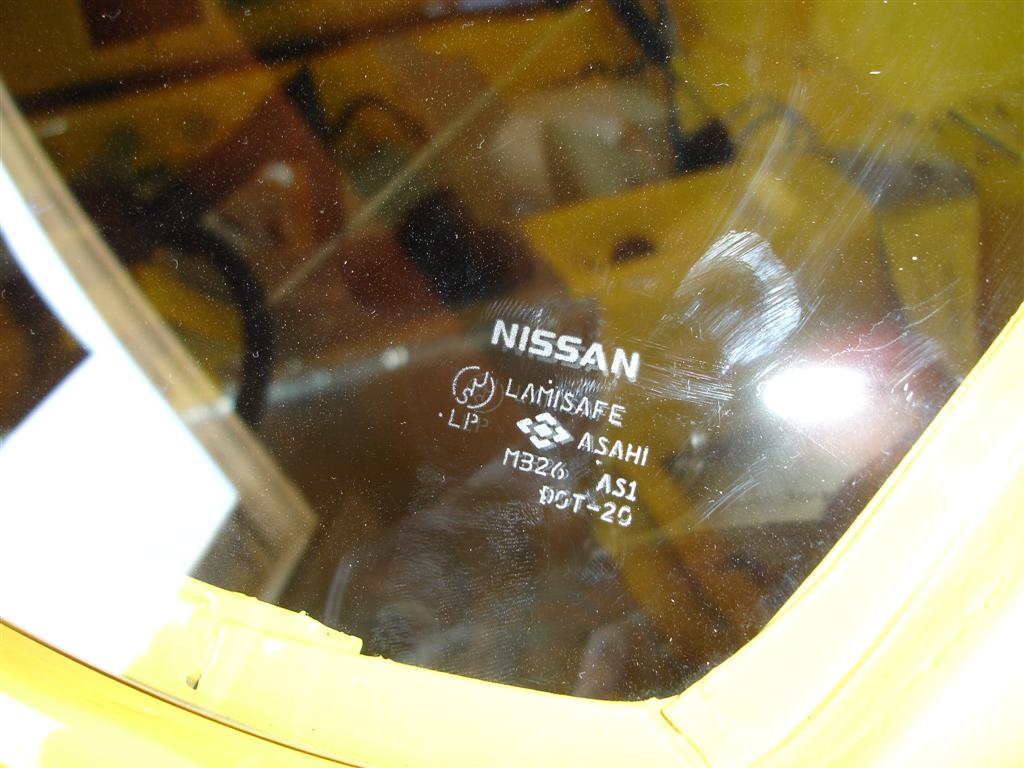 NISSAN
LAMISAFE
LP
ASAHI
M326 AS1
DOT-20